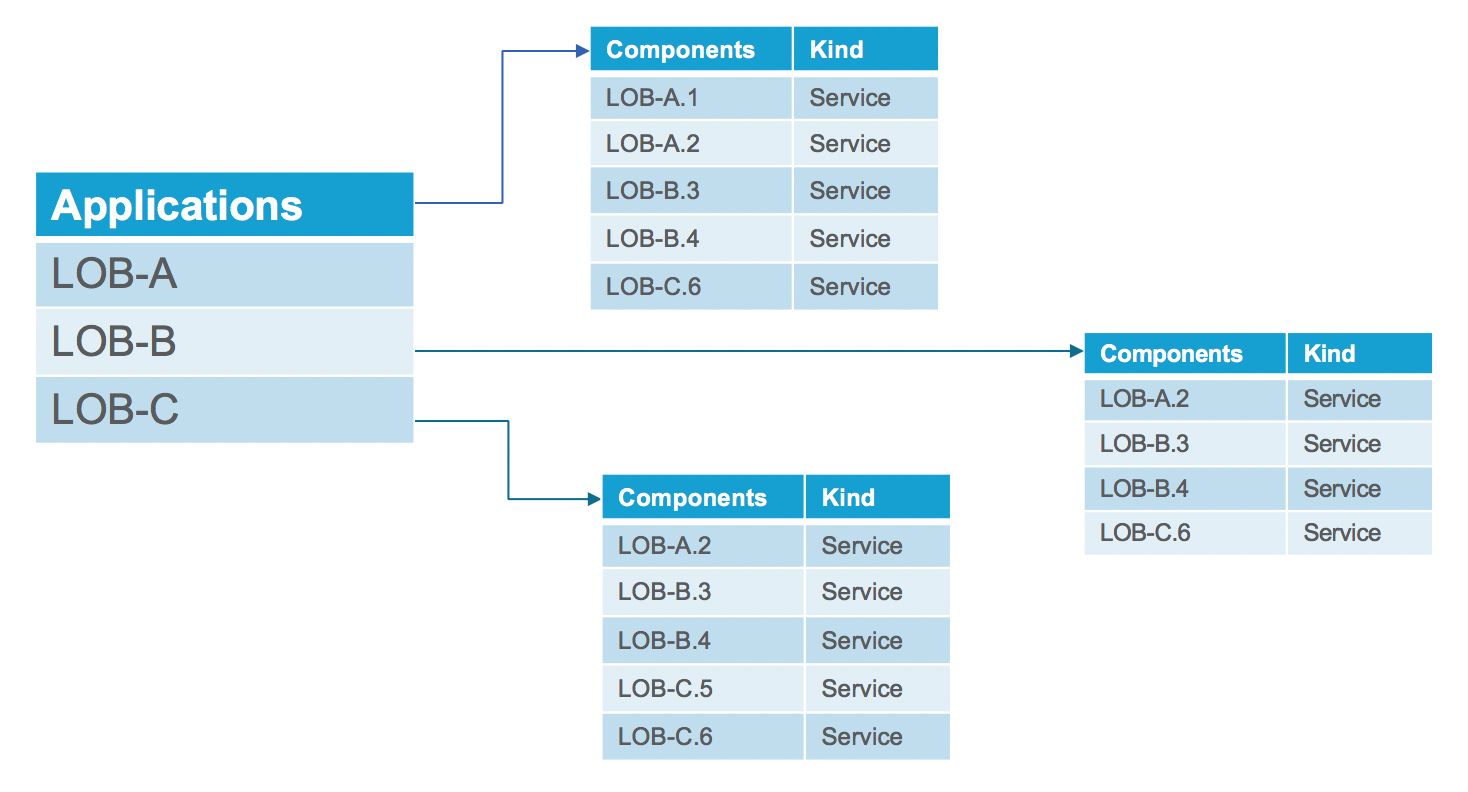 Applications
LOB-A
LOB-B
LOB-C
Components Kind
LOB-A.1 Service
LOB-A.2 Service
LOB-B.3 Service
LOB-B.4 Service
LOB-C.6 Service
Components Kind
LOB-A.2 Service
LOB-B.3 Service
LOB-B.4 Service
LOB-C.6 Service
Components Kind
LOB-A.2 Service
LOB-B.3 Service
LOB-B.4 Service
LOB-C.5 Service
LOB-C.6 Service